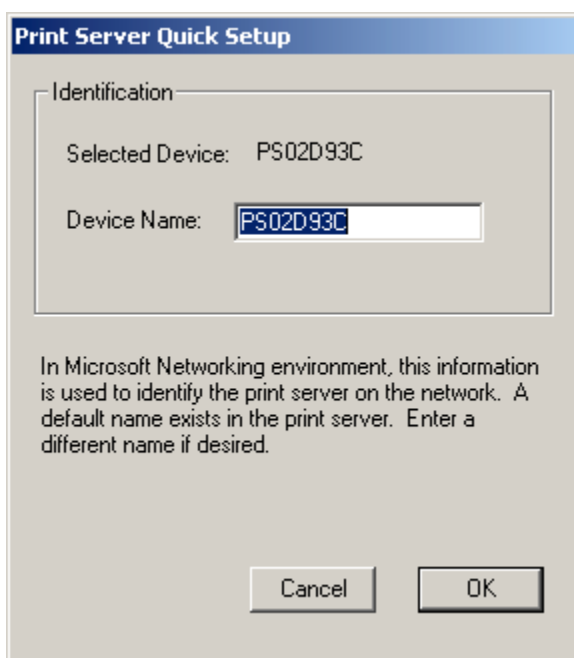 Print Server Quick Setup
Identification
Selected Device: PS02D93C
Device Name: PS02D93C
In Microsoft Networking environment, this information
is used to identify the print server on the network. A
default name exists in the print server. Enter a
different name if desired.
Cancel OK